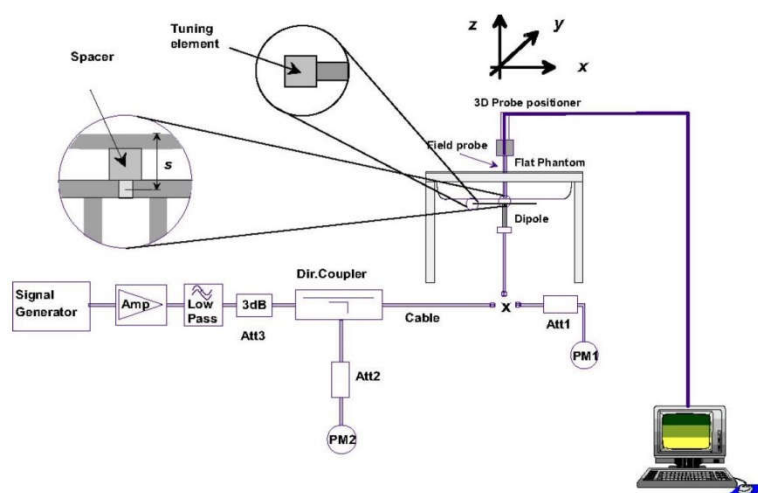 Tuning
element
Spacer
z
y
x
3D Probe positioner
Field probe
Flat Phantom
s
Dipole
Signal
Generator
Amp
Low
Pass
3dB
Att3
Dir.Coupler
Cable
x
Att1
PM1
Att2
PM2